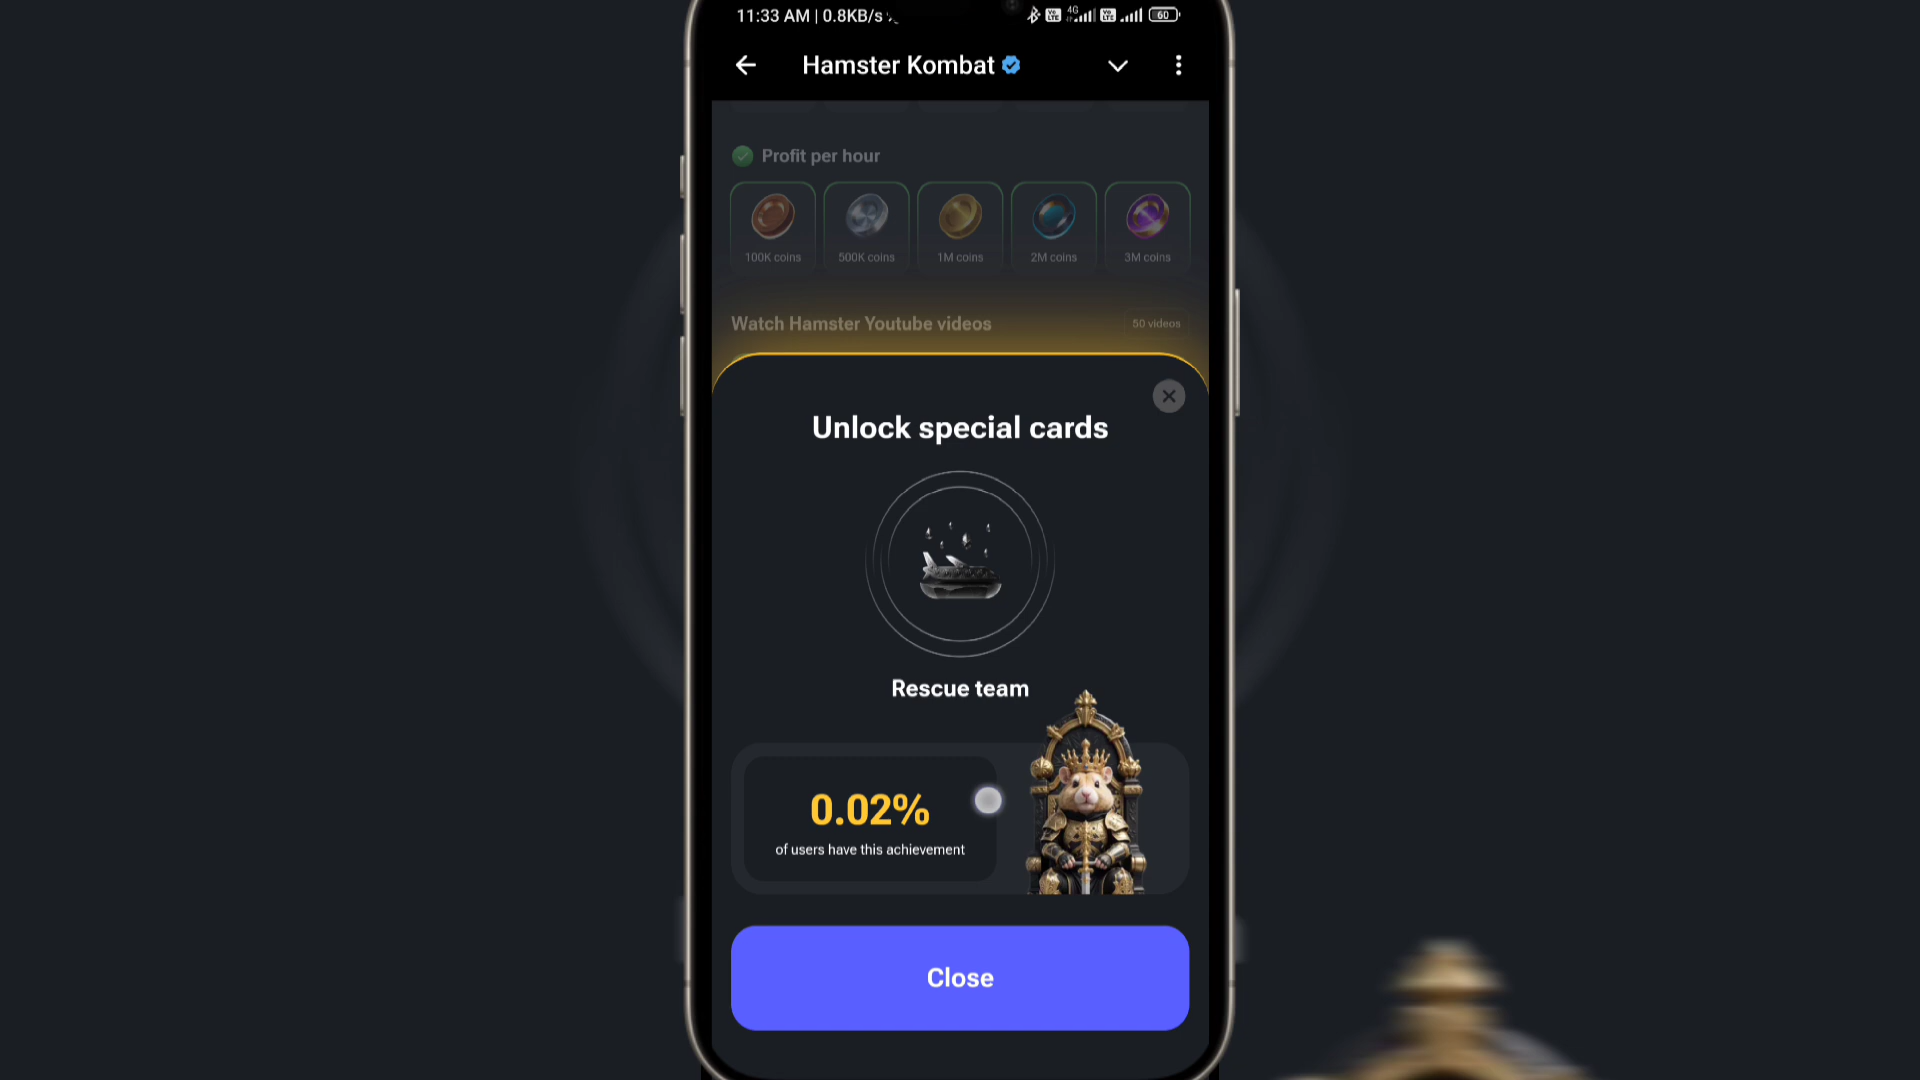 11:33 AM | 0.8KB/s
4G
60
Hamster Kombat
Profit per hour
100K coins
500K coins
1M coins
2M coins
3M coins
Watch Hamster Youtube videos
50 videos
Unlock special cards
Rescue team
0.02%
of users have this achievement
Close